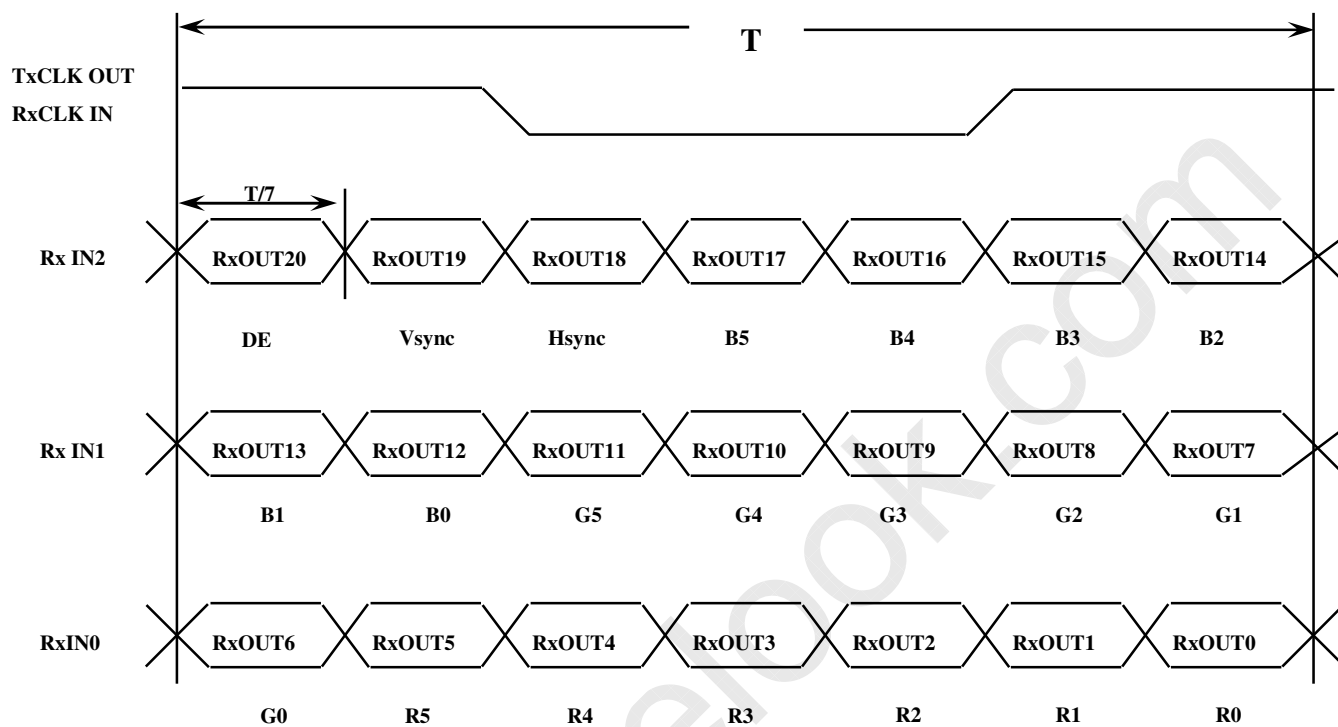 T
TxCLK OUT
RxCLK IN
T/7
Rx IN2 RxOUT20 RxOUT19 RxOUT18 RxOUT17 RxOUT16 RxOUT15 RxOUT14
DE Vsync Hsync B5 B4 B3 B2
Rx IN1 RxOUT13 RxOUT12 RxOUT11 RxOUT10 RxOUT9 RxOUT8 RxOUT7
B1 B0 G5 G4 G3 G2 G1
RxIN0 RxOUT6 RxOUT5 RxOUT4 RxOUT3 RxOUT2 RxOUT1 RxOUT0
G0 R5 R4 R3 R2 R1 R0
elook_com